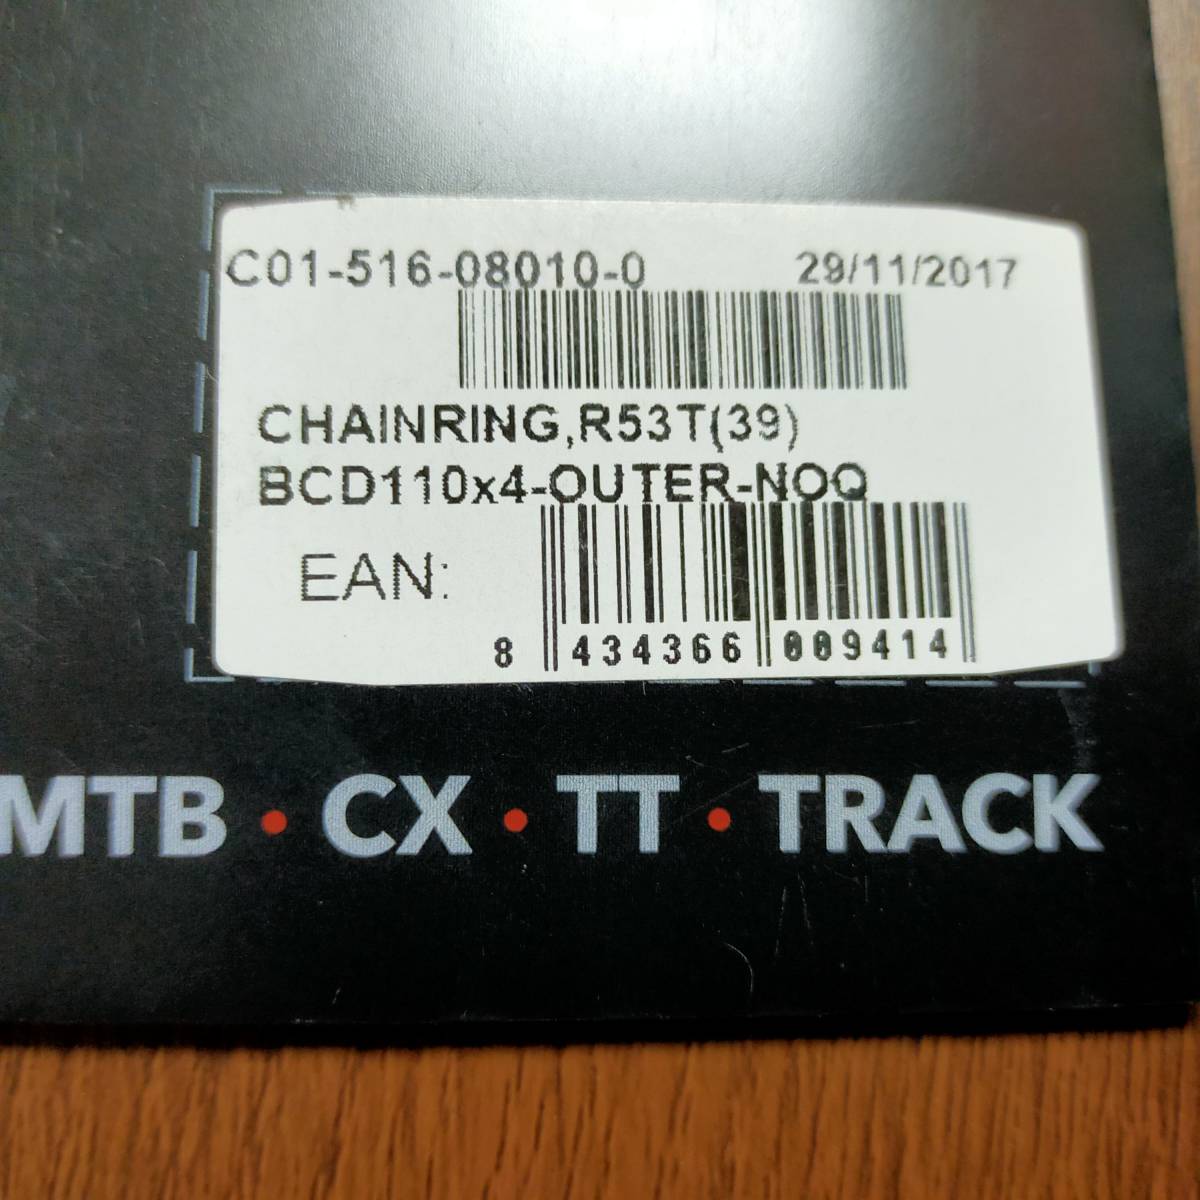 C01-516-08010-0 29/11/2017
CHAINRING,R53T(39)
BCD110x4-OUTER-NOQ
EAN:
8 434366 009414
MTB • CX • TT • TRACK